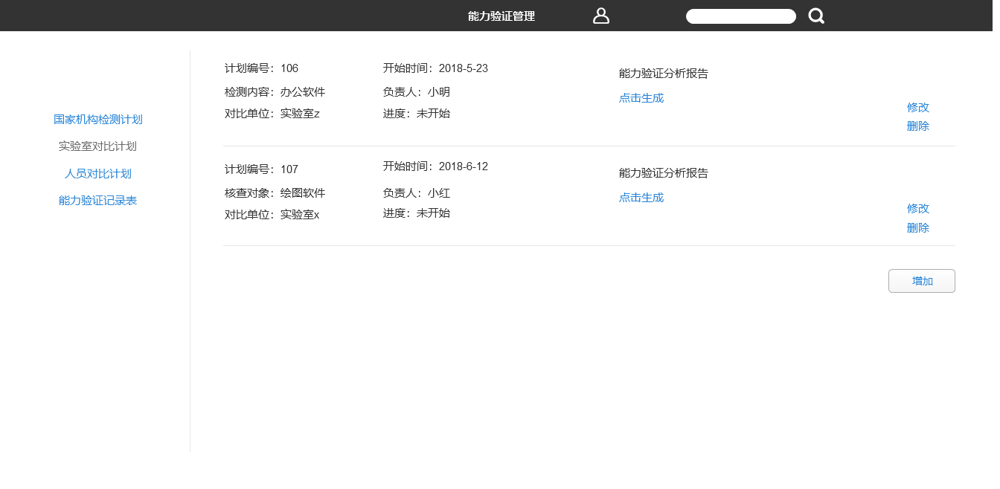 能力验证管理
国家机构检测计划
实验室对比计划
人员对比计划
能力验证记录表
计划编号：106
开始时间：2018-5-23
能力验证分析报告
检测内容：办公软件
负责人：小明
点击生成
对比单位：实验室z
进度：未开始
修改
删除
计划编号：107
开始时间：2018-6-12
能力验证分析报告
核查对象：绘图软件
负责人：小红
点击生成
对比单位：实验室x
进度：未开始
修改
删除
增加